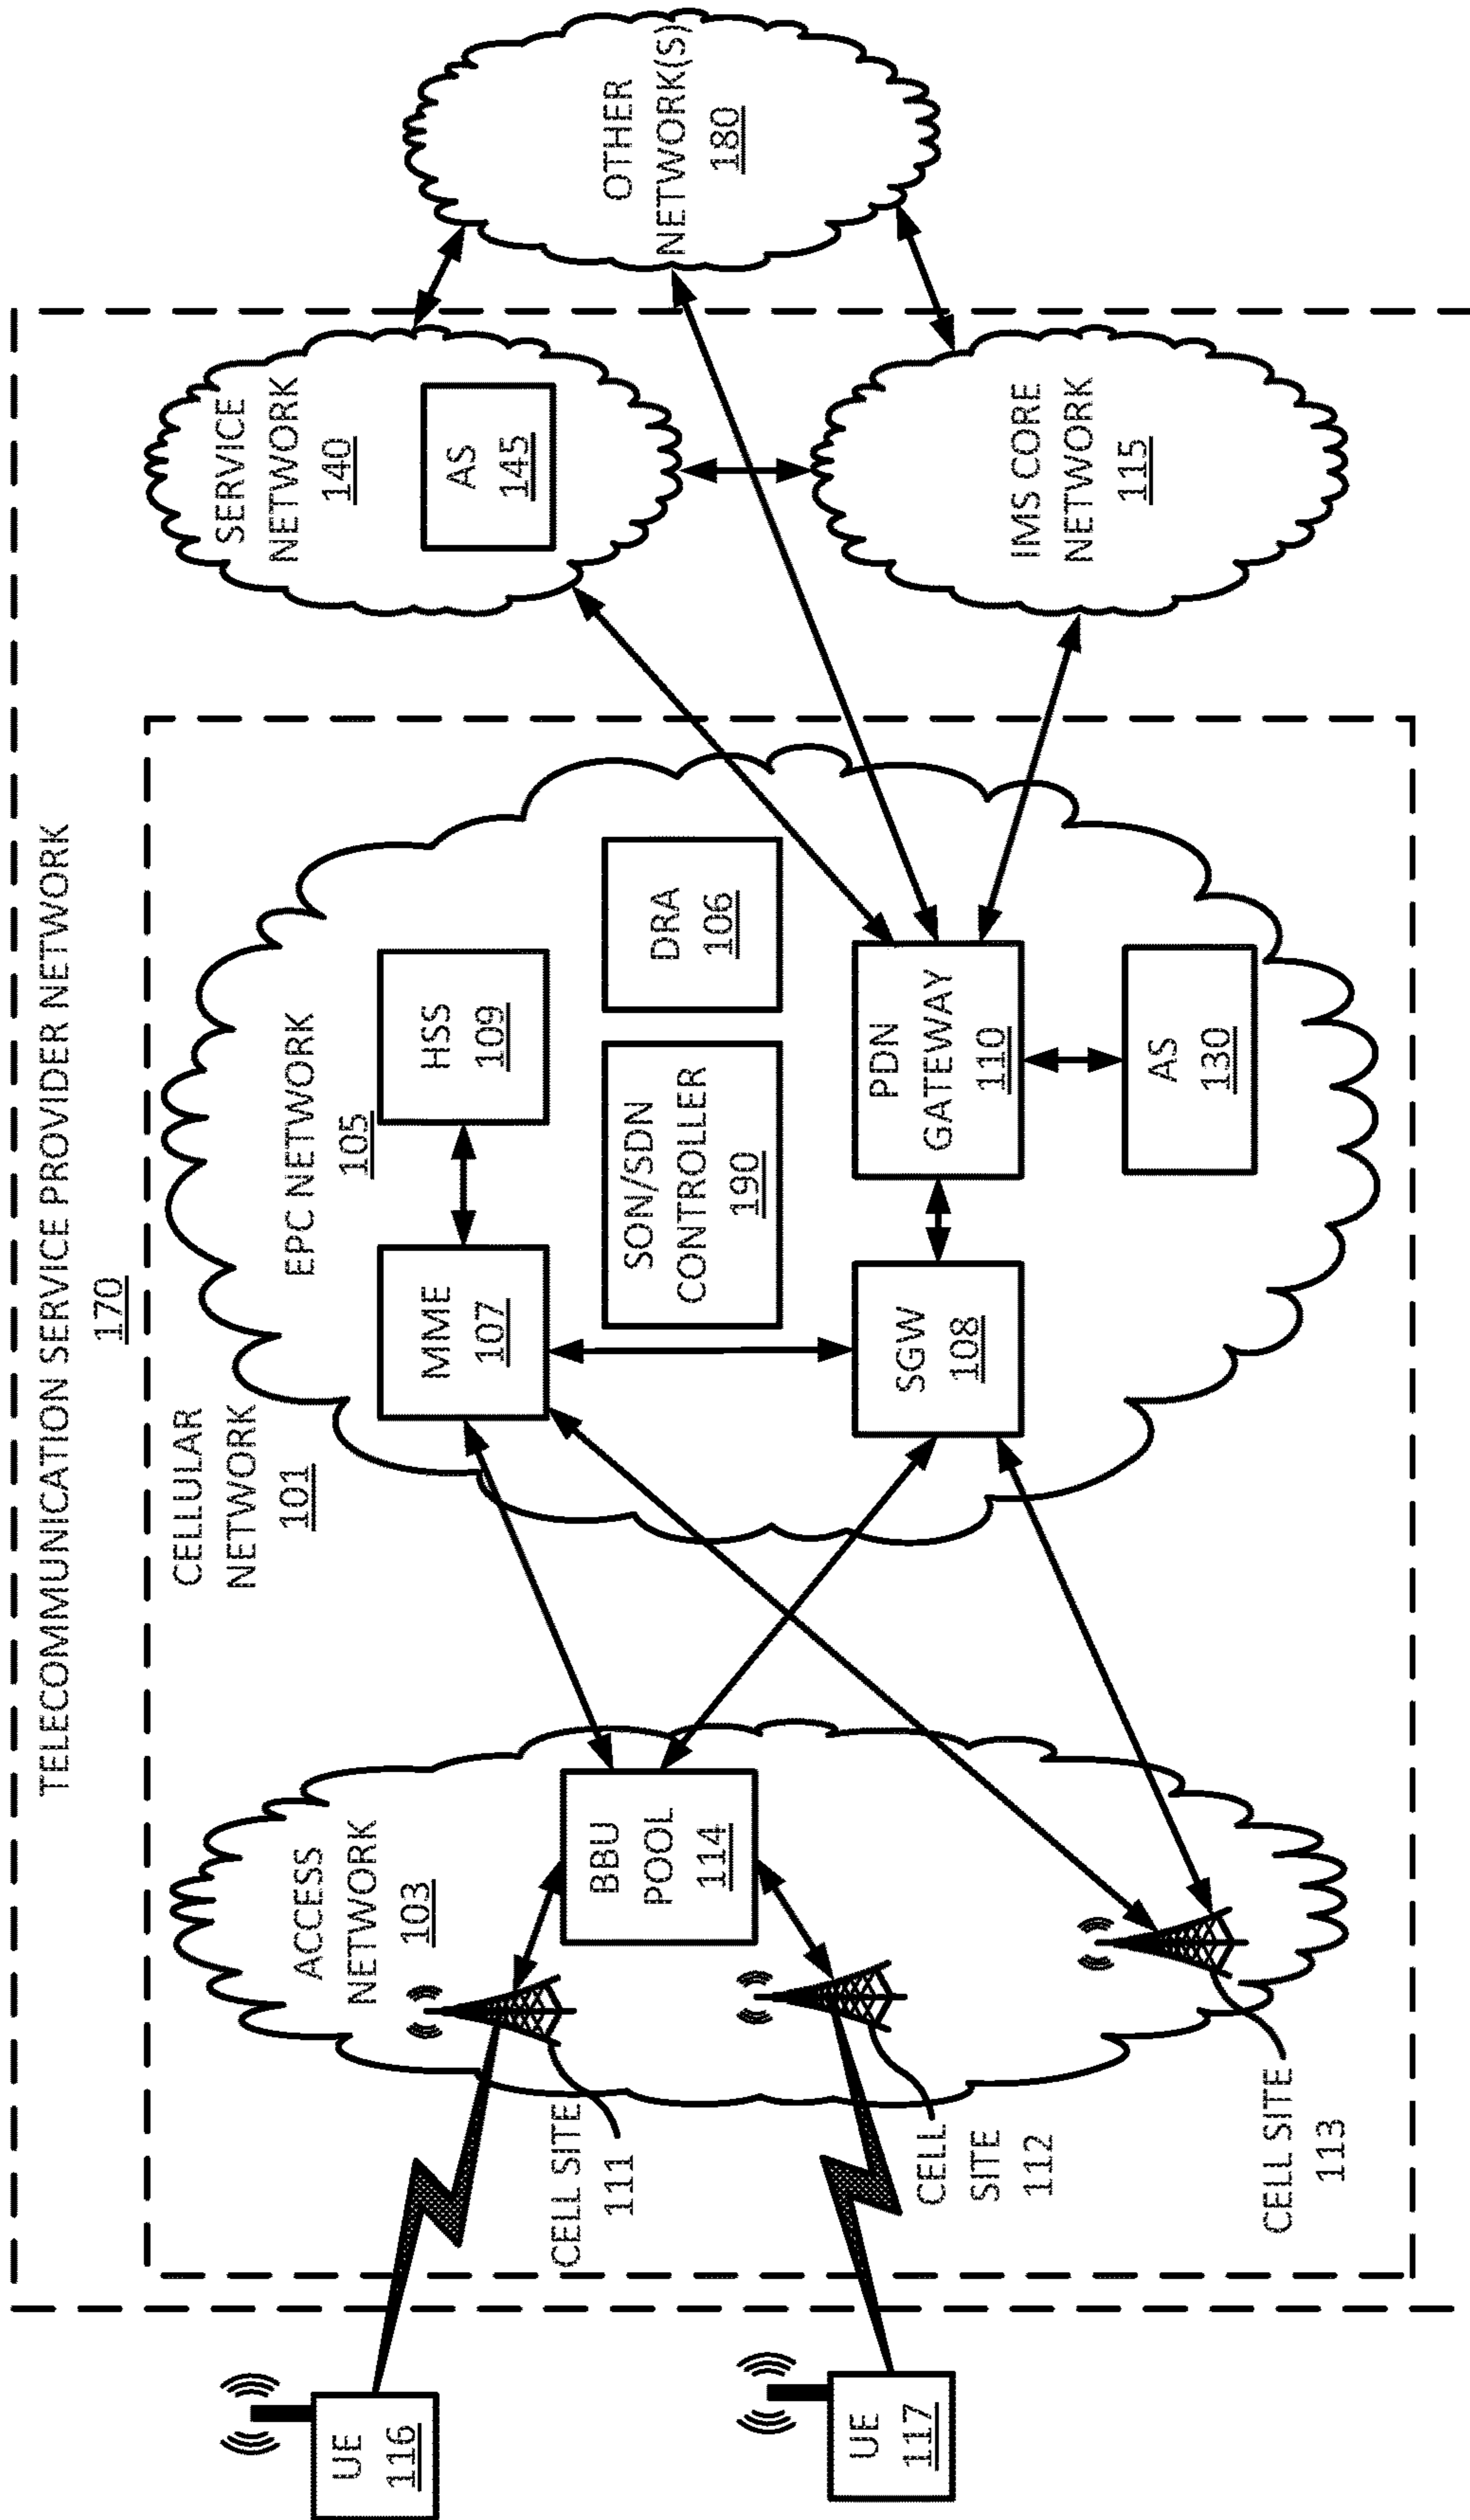 TELECOMMUNICATION SERVICE PROVIDER NETWORK
170
CELLULAR
NETWORK
101
ACCESS
NETWORK
103
EPC NETWORK
105
UE
116
UE
117
CELL SITE
111
CELL
SITE
112
CELL SITE
113
BBU
POOL
114
MME
107
HSS
109
SON/SDN
CONTROLLER
190
DRA
106
SGW
108
PDN
GATEWAY
110
AS
130
SERVICE
NETWORK
140
AS
145
IMS CORE
NETWORK
115
OTHER
NETWORK(S)
180